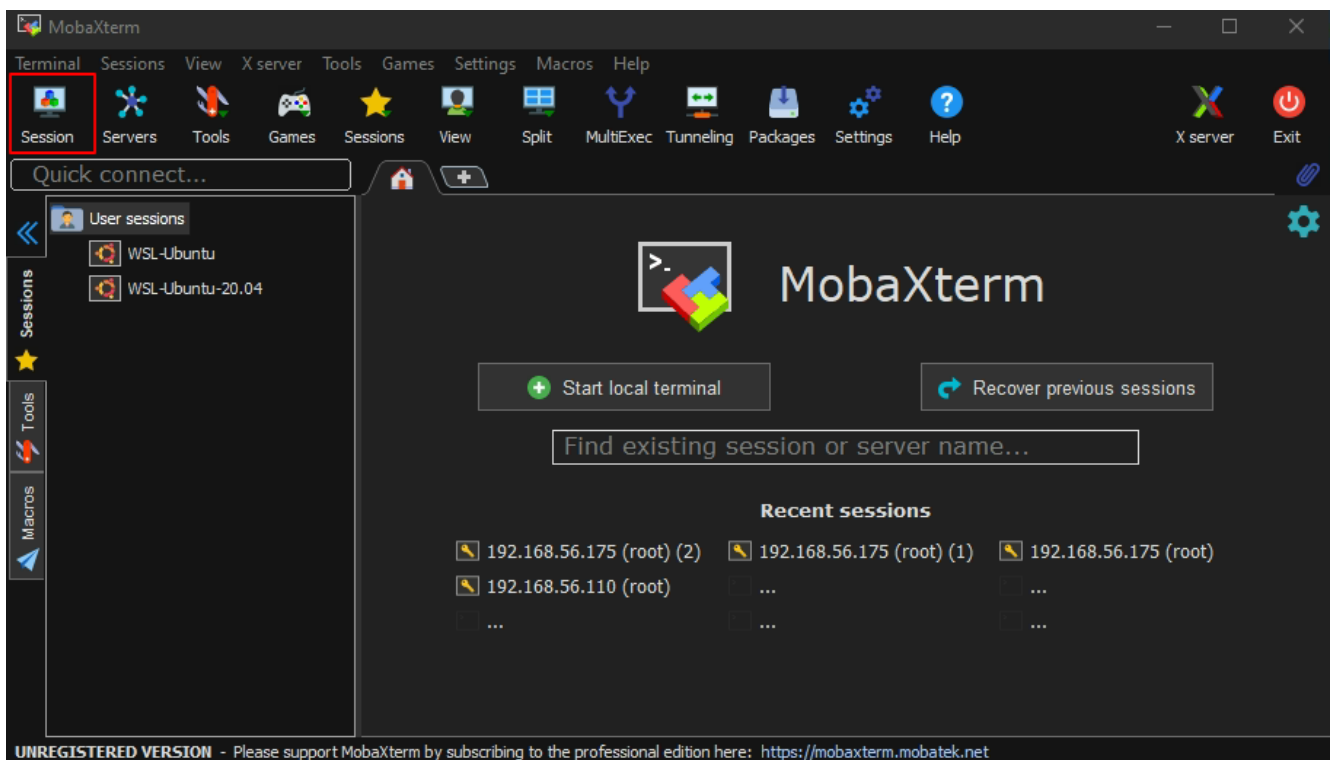 MobaXterm
Terminal Sessions View X server Tools Games Settings Macros Help
Session Servers Tools Games Sessions View Split MultiExec Tunneling Packages Settings Help X server Exit
Quick connect...
User sessions
WSL-Ubuntu
WSL-Ubuntu-20.04
Sessions
Tools
Macros
>_
MobaXterm
Start local terminal Recover previous sessions
Find existing session or server name...
Recent sessions
192.168.56.175 (root) (2) 192.168.56.175 (root) (1) 192.168.56.175 (root)
192.168.56.110 (root) ... ...
... ... ...
UNREGISTERED VERSION - Please support MobaXterm by subscribing to the professional edition here: https://mobaxterm.mobatek.net